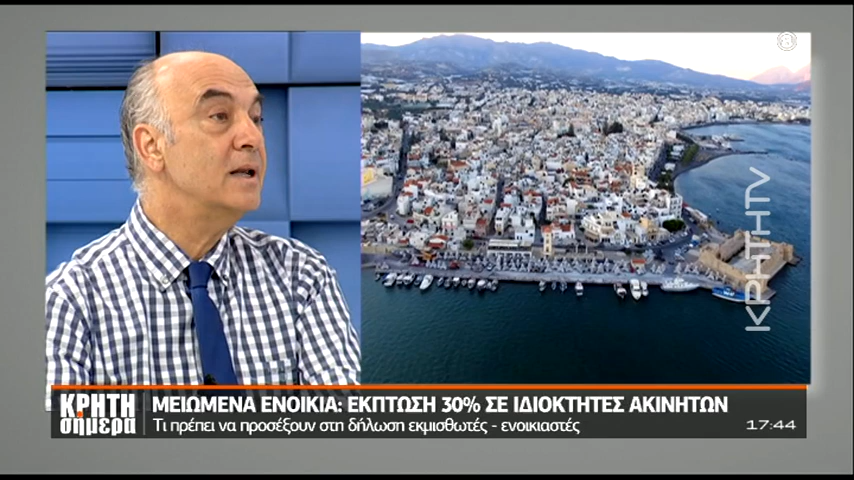 ΚΡΗΤΗTV
ΚΡΗΤΗ
σήμερα
ΜΕΙΩΜΕΝΑ ΕΝΟΙΚΙΑ: ΕΚΠΤΩΣΗ 30% ΣΕ ΙΔΙΟΚΤΗΤΕΣ ΑΚΙΝΗΤΩΝ
Τι πρέπει να προσέξουν στη δήλωση εκμισθωτές - ενοικιαστές
17:44